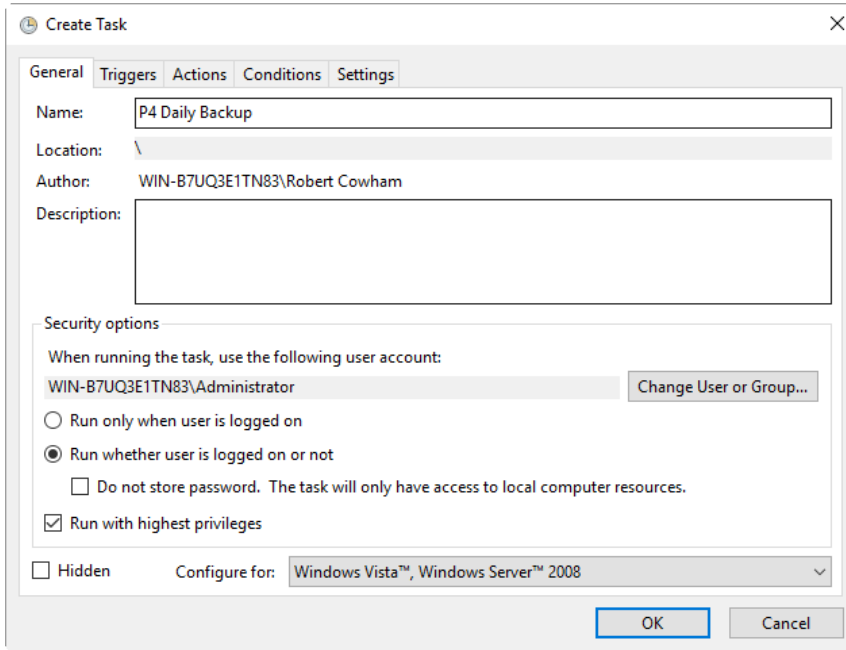 Create Task
General Triggers Actions Conditions Settings
Name: P4 Daily Backup
Location: \
Author: WIN-B7UQ3E1TN83\Robert Cowham
Description:
Security options
When running the task, use the following user account:
WIN-B7UQ3E1TN83\Administrator Change User or Group...
Run only when user is logged on
Run whether user is logged on or not
Do not store password. The task will only have access to local computer resources.
Run with highest privileges
Hidden Configure for: Windows Vista™, Windows Server™ 2008
OK Cancel